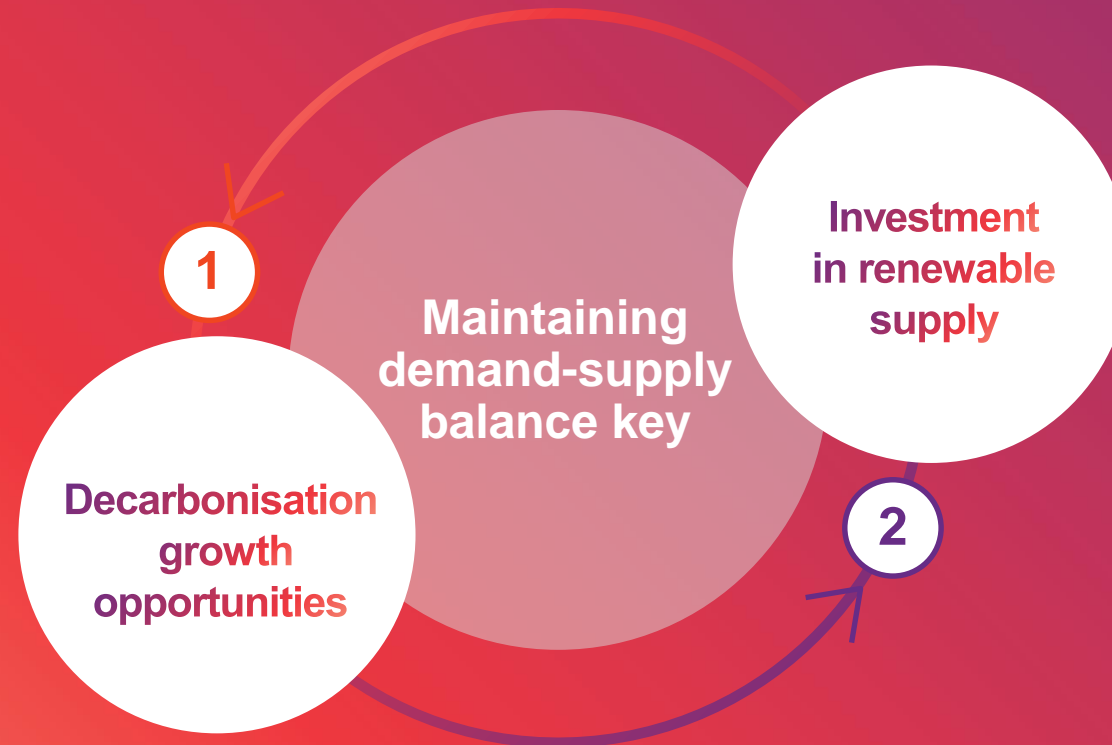 1
Decarbonisation
growth
opportunities
Maintaining
demand-supply
balance key
Investment
in renewable
supply
2